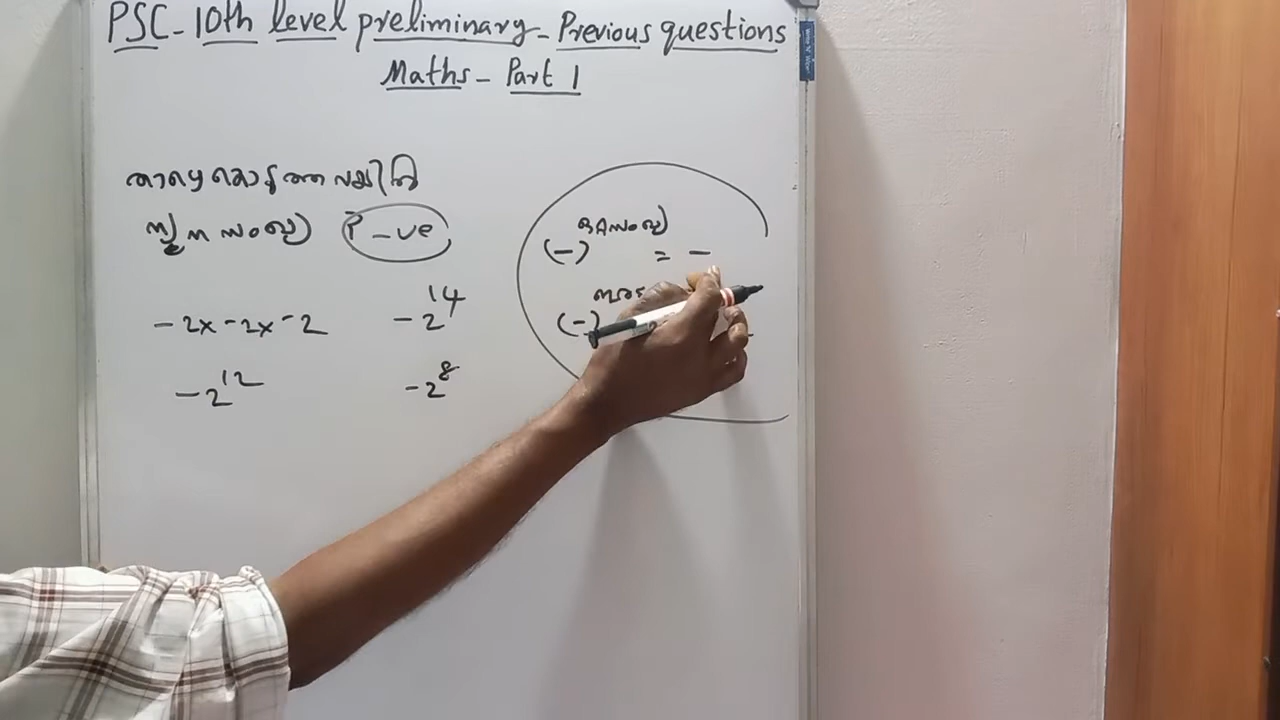 PSC - 10th level preliminary - Previous questions
Maths - Part 1
താഴെ കൊടുത്തവയിൽ
ന്യൂന സംഖ്യ ? -ve
-2x -2x -2
-2¹⁴
-2¹²
-2⁸
ഒറ്റസംഖ്യ
(-) = -
(-)